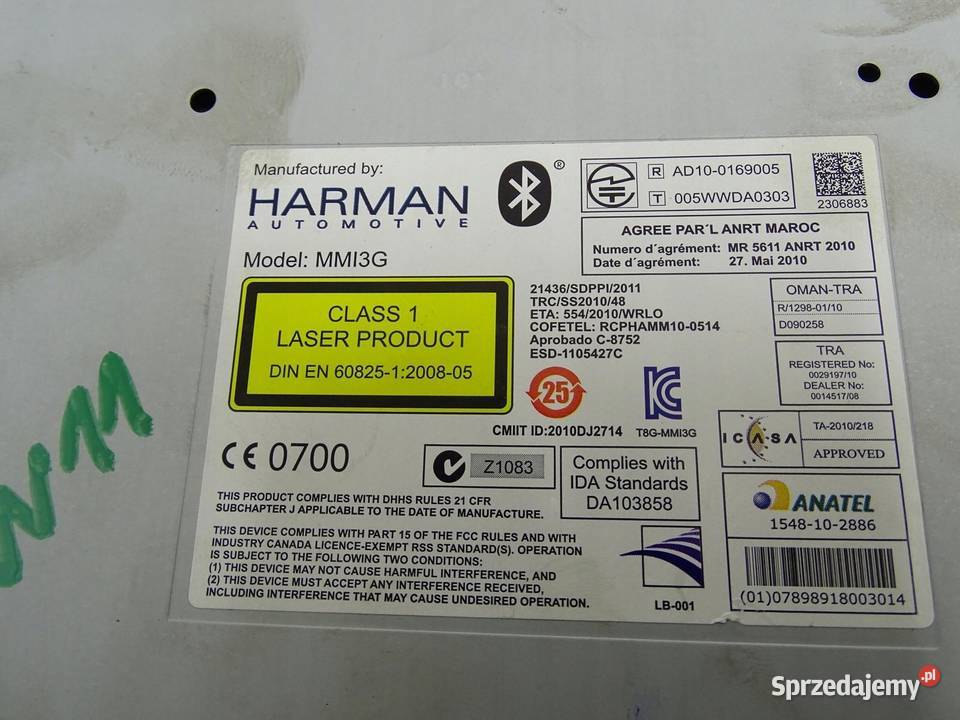 Manufactured by:
HARMAN
AUTOMOTIVE
Model: MMI3G
®
R AD10-0169005
T 005WWDA0303
2306883
AGREE PAR´L ANRT MAROC
Numero d´agrément: MR 5611 ANRT 2010
Date d´agrément: 27. Mai 2010
CLASS 1
LASER PRODUCT
DIN EN 60825-1:2008-05
21436/SDPPI/2011
TRC/SS2010/48
ETA: 554/2010/WRLO
COFETEL: RCPHAMM10-0514
Aprobado C-8752
ESD-1105427C
OMAN-TRA
R/1298-01/10
D090258
TRA
REGISTERED No:
0029197/10
DEALER No:
0014517/08
25
CMIIT ID:2010DJ2714
T8G-MMI3G
ICASA
TA-2010/218
APPROVED
CE 0700
Z1083
Complies with
IDA Standards
DA103858
ANATEL
1548-10-2886
(01)07898918003014
THIS PRODUCT COMPLIES WITH DHHS RULES 21 CFR
SUBCHAPTER J APPLICABLE TO THE DATE OF MANUFACTURE.
THIS DEVICE COMPLIES WITH PART 15 OF THE FCC RULES AND WITH
INDUSTRY CANADA LICENCE-EXEMPT RSS STANDARD(S). OPERATION
IS SUBJECT TO THE FOLLOWING TWO CONDITIONS:
(1) THIS DEVICE MAY NOT CAUSE HARMFUL INTERFERENCE, AND
(2) THIS DEVICE MUST ACCEPT ANY INTERFERENCE RECEIVED,
INCLUDING INTERFERENCE THAT MAY CAUSE UNDESIRED OPERATION.
LB-001
Sprzedajemy.pl